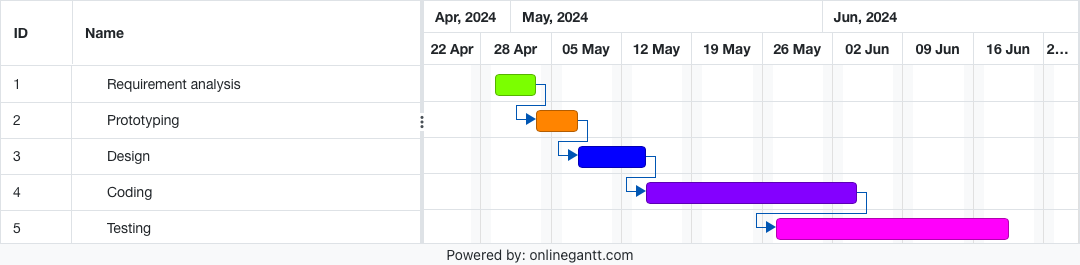 ID Name Apr, 2024 May, 2024 Jun, 2024
22 Apr 28 Apr 05 May 12 May 19 May 26 May 02 Jun 09 Jun 16 Jun 2...
1 Requirement analysis
2 Prototyping
3 Design
4 Coding
5 Testing
Powered by: onlinegantt.com